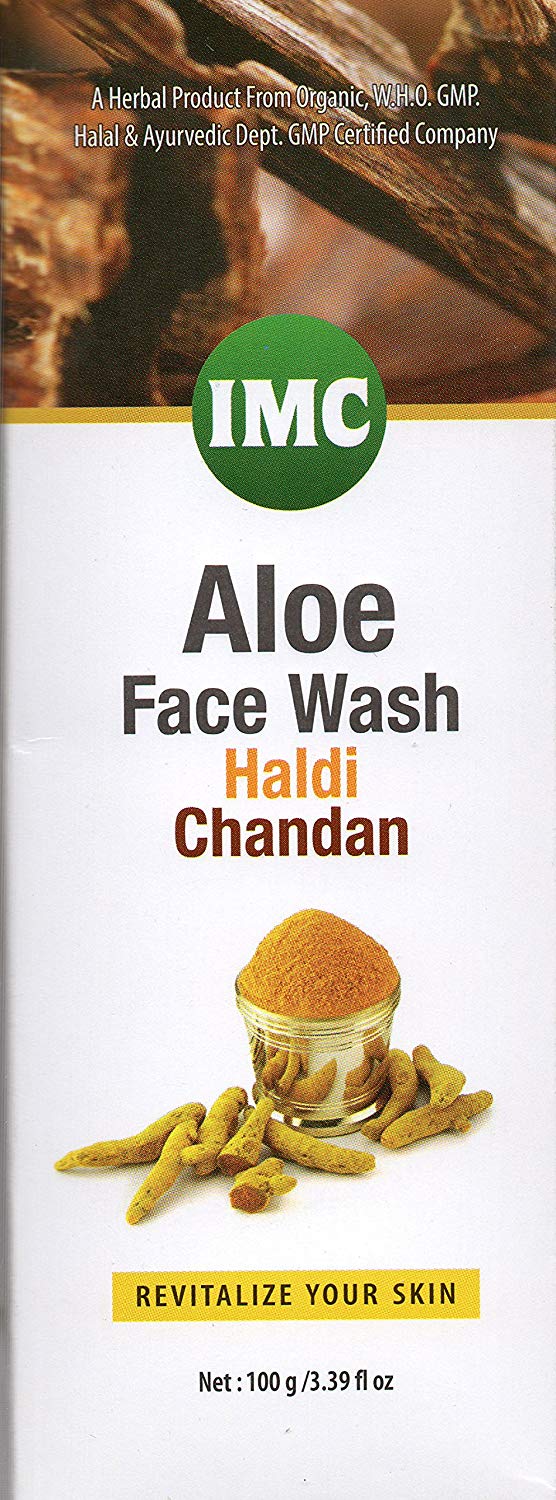 A Herbal Product From Organic, W.H.O. GMP.
Halal & Ayurvedic Dept. GMP Certified Company
IMC
Aloe
Face Wash
Haldi
Chandan
REVITALIZE YOUR SKIN
Net : 100 g /3.39 fl oz